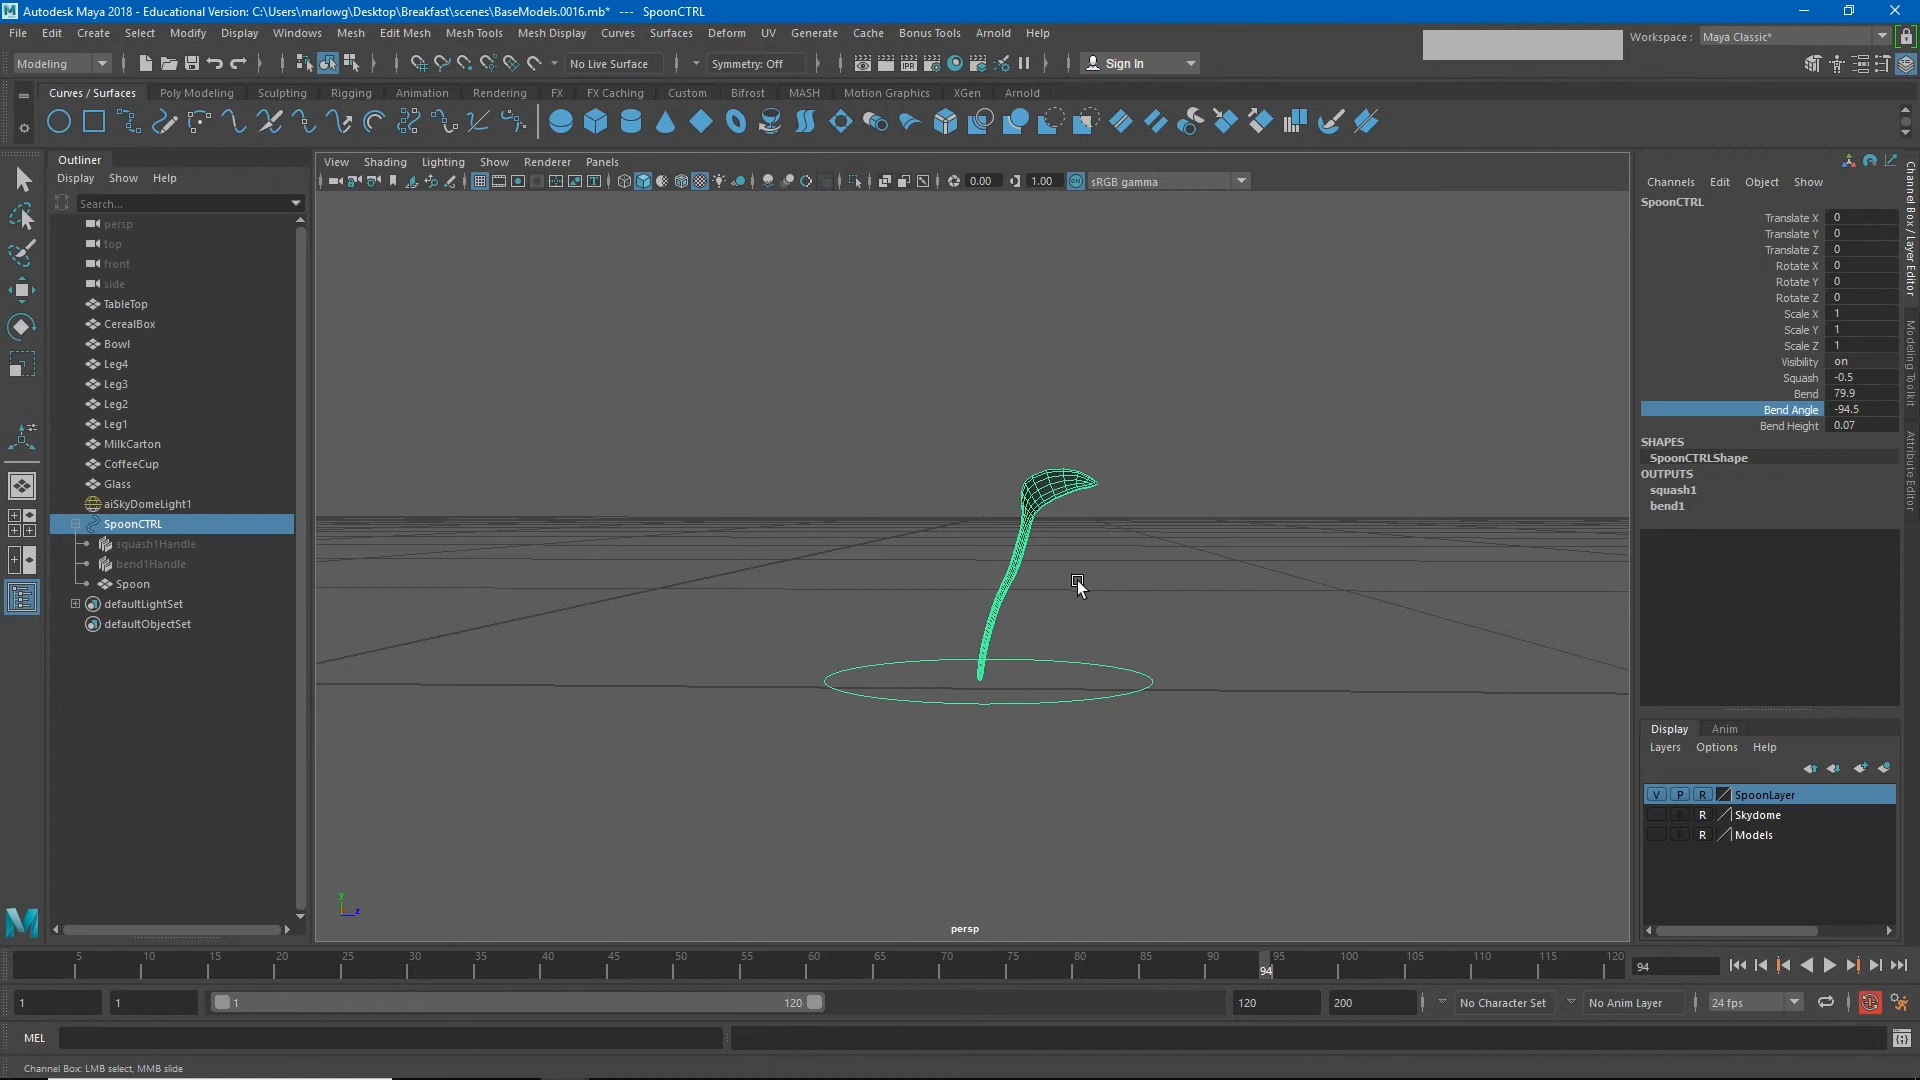 Autodesk Maya 2018 - Educational Version: C:\Users\marlowg\Desktop\Breakfast\scenes\BaseModels.0016.mb*   ---   SpoonCTRL
File Edit Create Select Modify Display Windows Mesh Edit Mesh Mesh Tools Mesh Display Curves Surfaces Deform UV Generate Cache Bonus Tools Arnold Help
Workspace : Maya Classic*
Modeling No Live Surface Symmetry: Off Sign In
Curves / Surfaces Poly Modeling Sculpting Rigging Animation Rendering FX FX Caching Custom Bifrost MASH Motion Graphics XGen Arnold
Outliner
Display Show Help
Search...
persp
top
front
side
TableTop
CerealBox
Bowl
Leg4
Leg3
Leg2
Leg1
MilkCarton
CoffeeCup
Glass
aiSkyDomeLight1
SpoonCTRL
squash1Handle
bend1Handle
Spoon
defaultLightSet
defaultObjectSet
View Shading Lighting Show Renderer Panels
0.00 1.00 sRGB gamma
y
z
persp
Channels Edit Object Show
SpoonCTRL
Translate X 0
Translate Y 0
Translate Z 0
Rotate X 0
Rotate Y 0
Rotate Z 0
Scale X 1
Scale Y 1
Scale Z 1
Visibility on
Squash -0.5
Bend 79.9
Bend Angle -94.5
Bend Height 0.07
SHAPES
SpoonCTRLShape
OUTPUTS
squash1
bend1
Channel Box / Layer Editor
Modeling Toolkit
Attribute Editor
Display Anim
Layers Options Help
V P R SpoonLayer
R Skydome
P R Models
5 10 15 20 25 30 35 40 45 50 55 60 65 70 75 80 85 90 95 100 105 110 115 120
94
94
1 1 1 120 120 200 No Character Set No Anim Layer 24 fps
MEL
Channel Box: LMB select, MMB slide